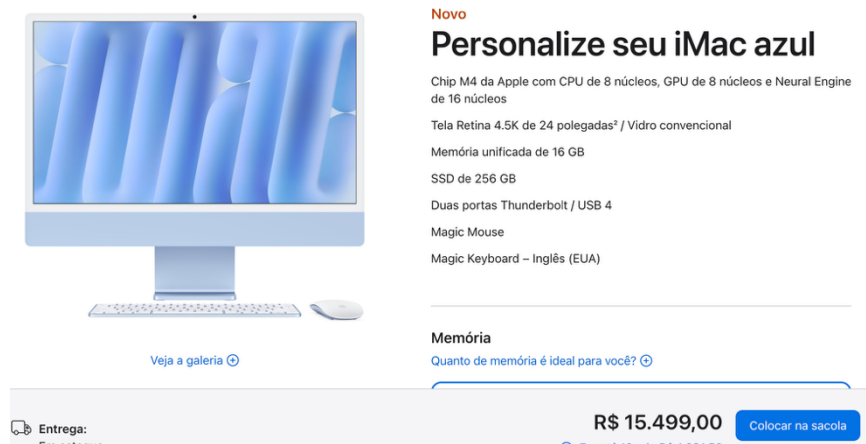 Novo
Personalize seu iMac azul
Chip M4 da Apple com CPU de 8 núcleos, GPU de 8 núcleos e Neural Engine
de 16 núcleos
Tela Retina 4.5K de 24 polegadas² / Vidro convencional
Memória unificada de 16 GB
SSD de 256 GB
Duas portas Thunderbolt / USB 4
Magic Mouse
Magic Keyboard – Inglês (EUA)
Veja a galeria
Memória
Quanto de memória é ideal para você?
Entrega:
R$ 15.499,00
Colocar na sacola